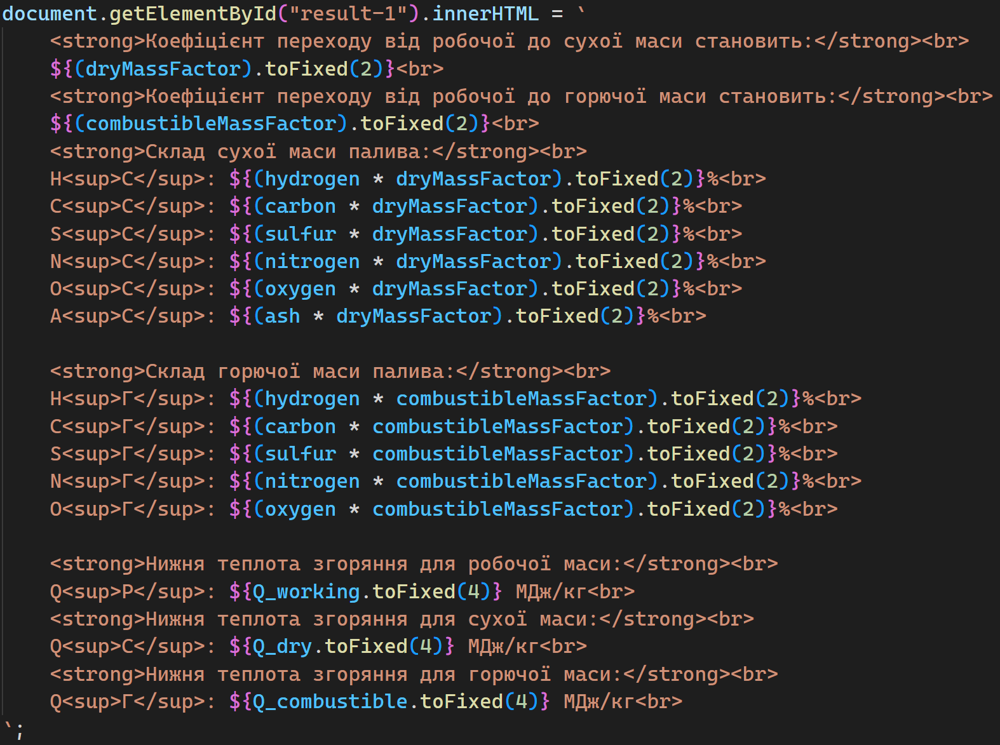 document.getElementById("result-1").innerHTML = `
<strong>Коефіцієнт переходу від робочої до сухої маси становить:</strong><br>
${(dryMassFactor).toFixed(2)}<br>
<strong>Коефіцієнт переходу від робочої до горючої маси становить:</strong><br>
${(combustibleMassFactor).toFixed(2)}<br>
<strong>Склад сухої маси палива:</strong><br>
H<sup>С</sup>: ${(hydrogen * dryMassFactor).toFixed(2)}%<br>
C<sup>С</sup>: ${(carbon * dryMassFactor).toFixed(2)}%<br>
S<sup>С</sup>: ${(sulfur * dryMassFactor).toFixed(2)}%<br>
N<sup>С</sup>: ${(nitrogen * dryMassFactor).toFixed(2)}%<br>
O<sup>С</sup>: ${(oxygen * dryMassFactor).toFixed(2)}%<br>
A<sup>С</sup>: ${(ash * dryMassFactor).toFixed(2)}%<br>
<strong>Склад горючої маси палива:</strong><br>
H<sup>Г</sup>: ${(hydrogen * combustibleMassFactor).toFixed(2)}%<br>
C<sup>Г</sup>: ${(carbon * combustibleMassFactor).toFixed(2)}%<br>
S<sup>Г</sup>: ${(sulfur * combustibleMassFactor).toFixed(2)}%<br>
N<sup>Г</sup>: ${(nitrogen * combustibleMassFactor).toFixed(2)}%<br>
O<sup>Г</sup>: ${(oxygen * combustibleMassFactor).toFixed(2)}%<br>
<strong>Нижня теплота згоряння для робочої маси:</strong><br>
Q<sup>Р</sup>: ${Q_working.toFixed(4)} МДж/кг<br>
<strong>Нижня теплота згоряння для сухої маси:</strong><br>
Q<sup>С</sup>: ${Q_dry.toFixed(4)} МДж/кг<br>
<strong>Нижня теплота згоряння для горючої маси:</strong><br>
Q<sup>Г</sup>: ${Q_combustible.toFixed(4)} МДж/кг<br>
`;